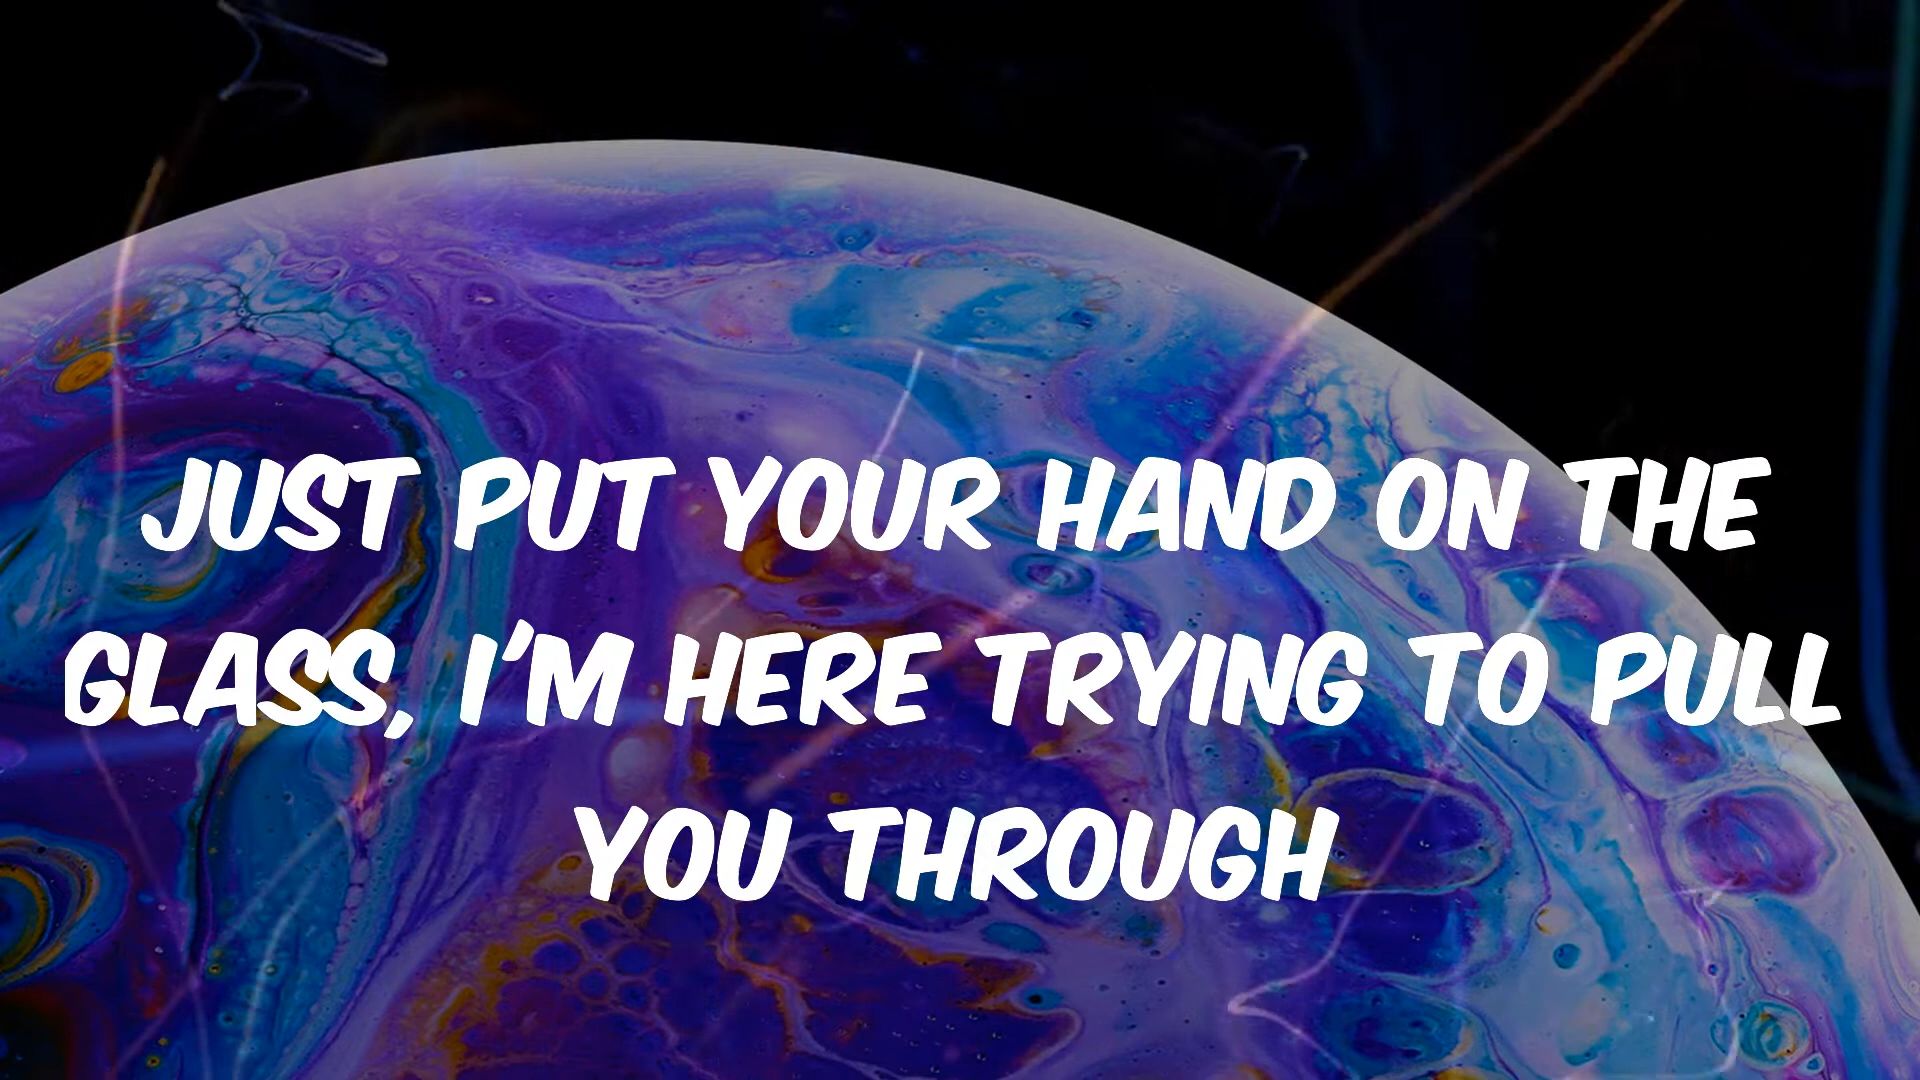 JUST PUT YOUR HAND ON THE
GLASS, I'M HERE TRYING TO PULL
YOU THROUGH